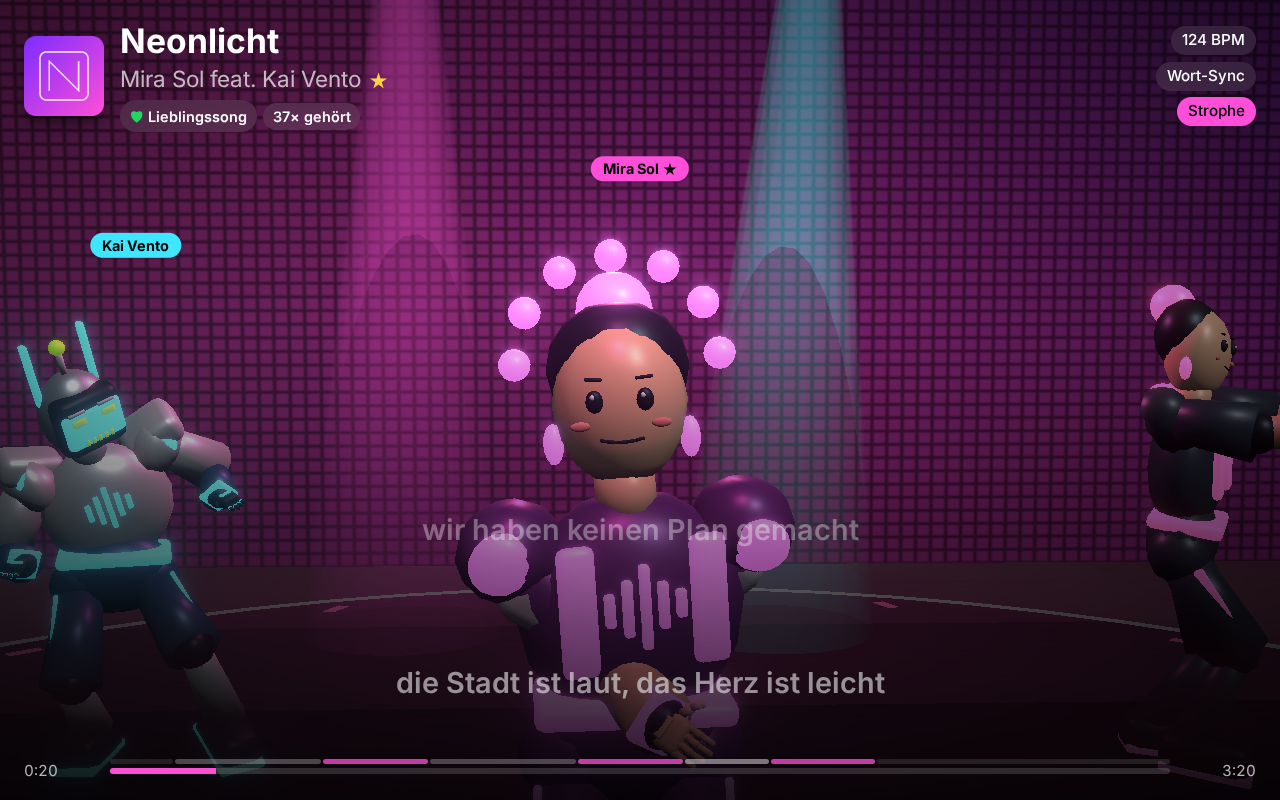 N
Neonlicht
Mira Sol feat. Kai Vento ★
Lieblingssong
37× gehört
124 BPM
Wort-Sync
Strophe
Mira Sol ★
Kai Vento
wir haben keinen Plan gemacht
die Stadt ist laut, das Herz ist leicht
0:20
3:20